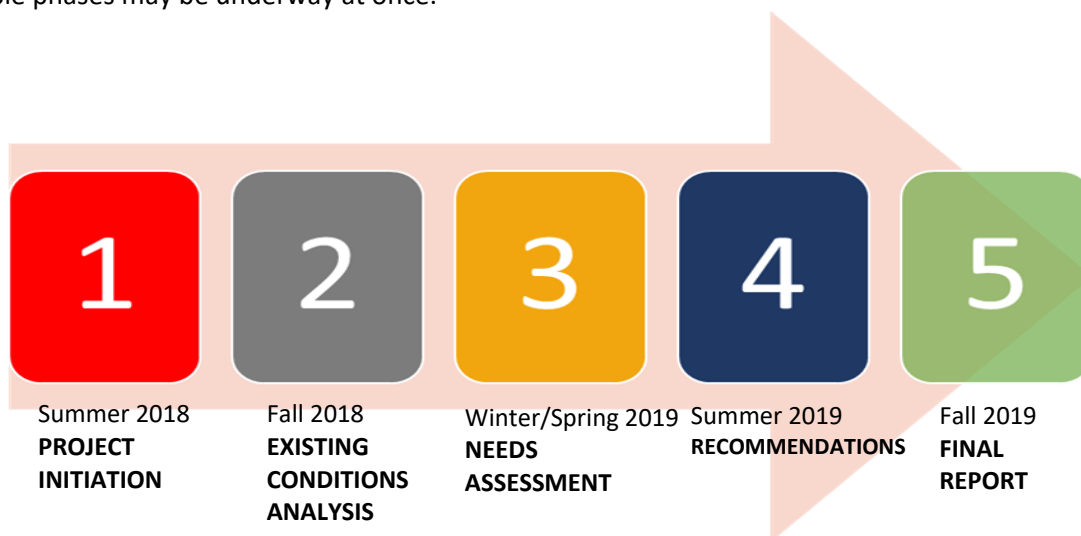 phases may be underway at once.
1
2
3
4
5
Summer 2018
PROJECT
INITIATION
Fall 2018
EXISTING
CONDITIONS
ANALYSIS
Winter/Spring 2019
NEEDS
ASSESSMENT
Summer 2019
RECOMMENDATIONS
Fall 2019
FINAL
REPORT